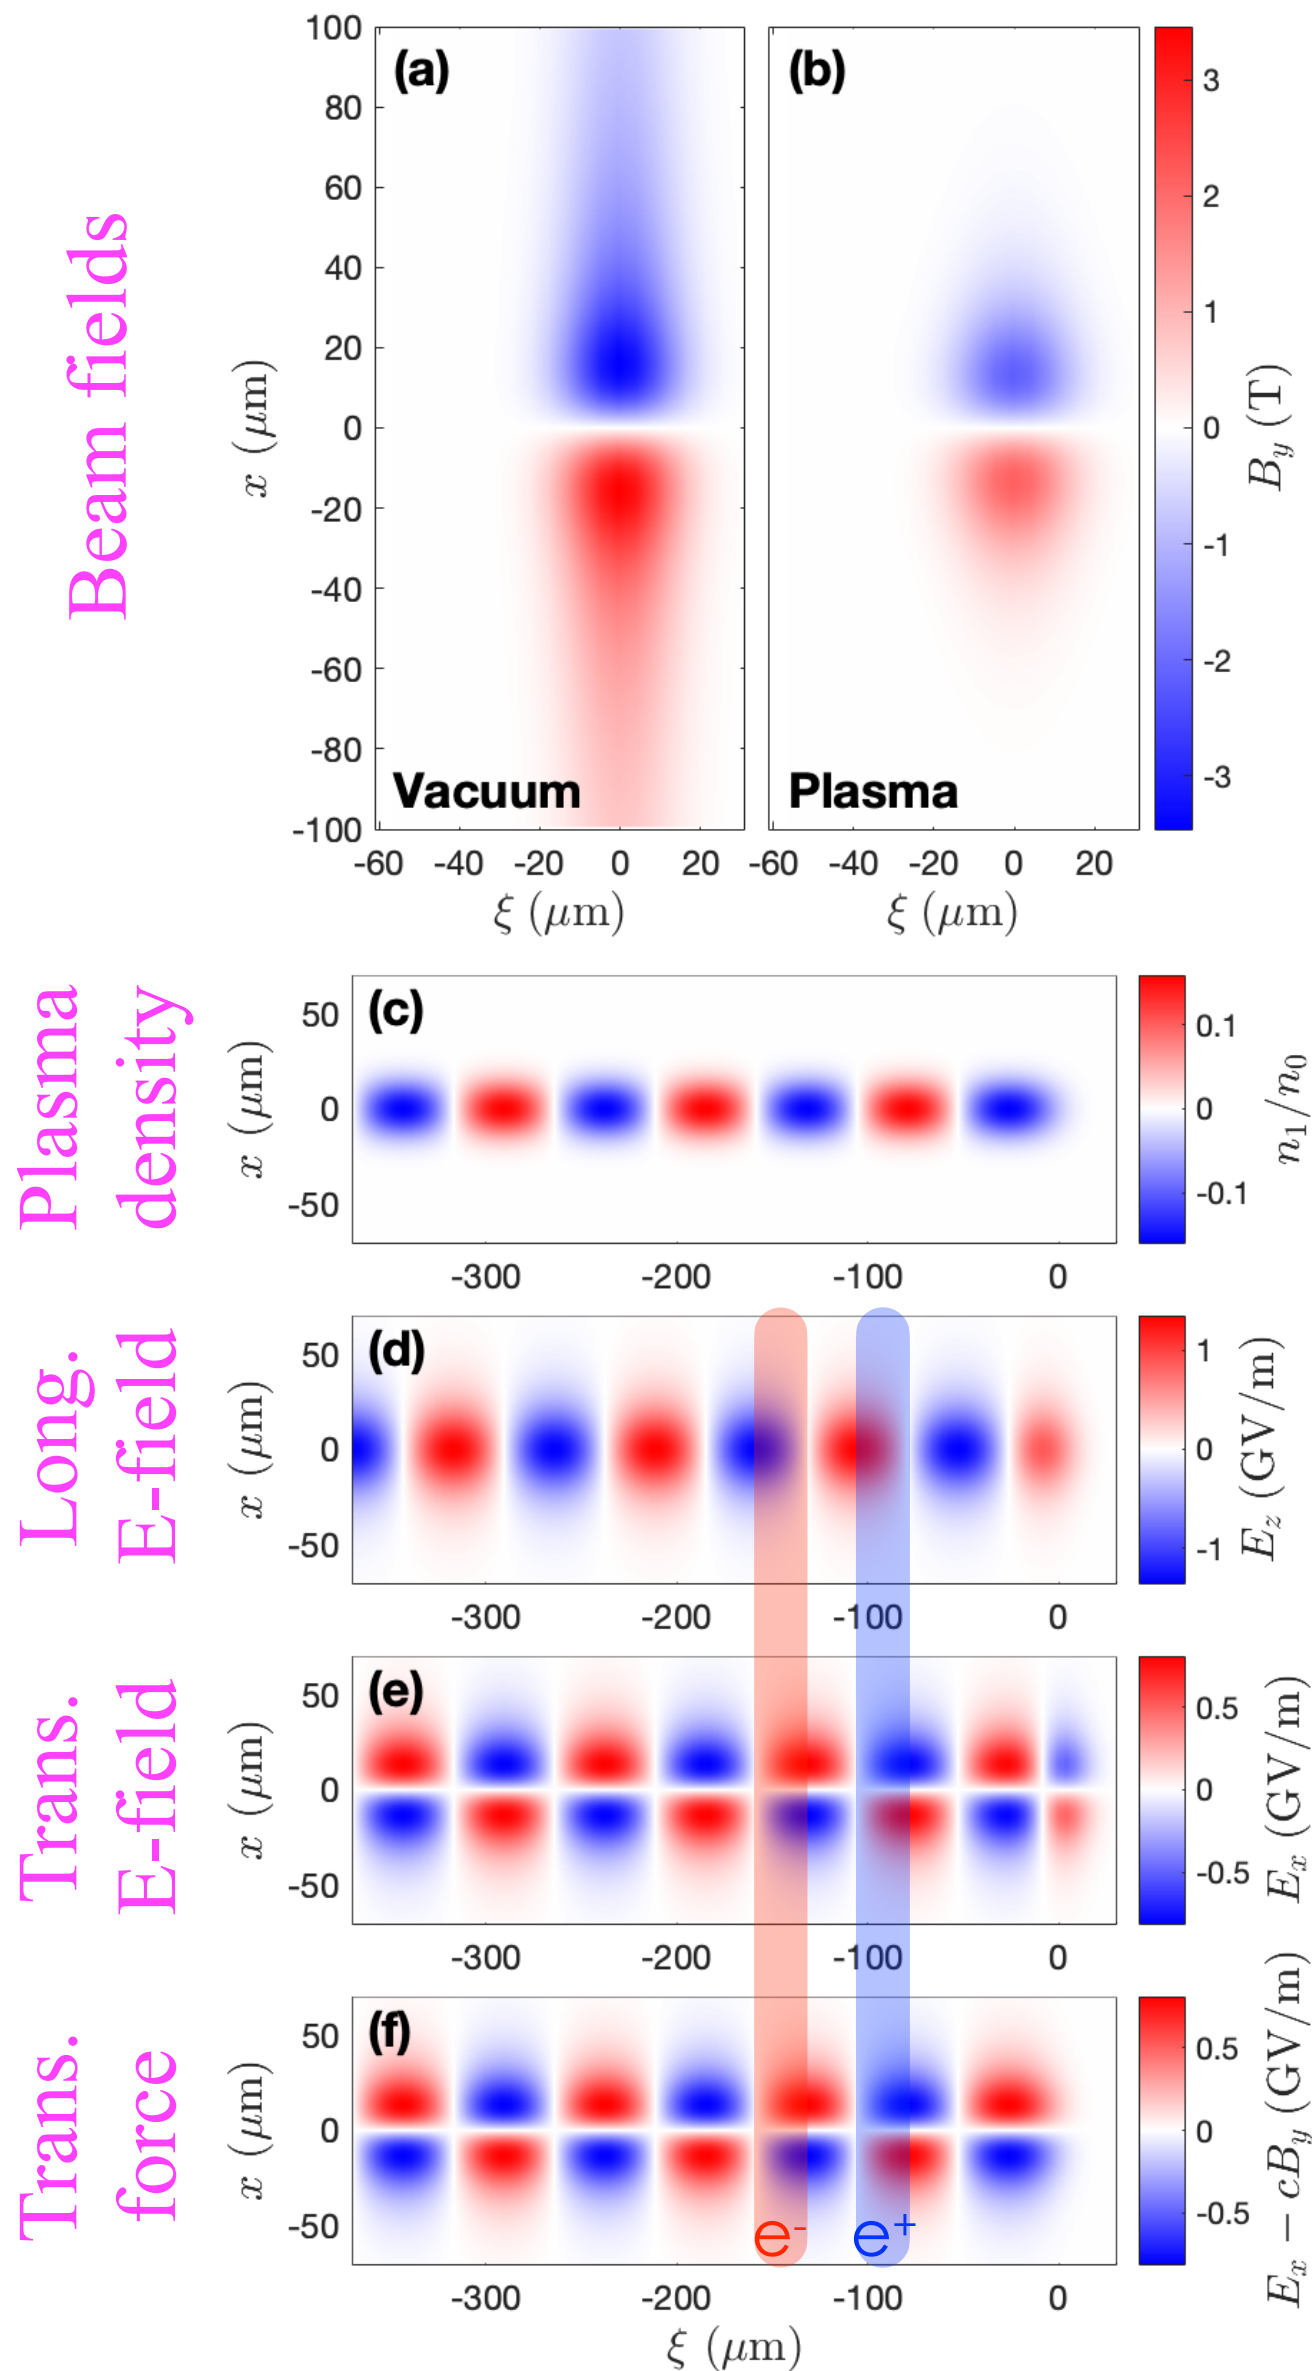 Beam fields
(a)
(b)
100
80
60
40
20
0
-20
-40
-60
-80
-100
x (μm)
Vacuum
Plasma
-60 -40 -20 0 20
-60 -40 -20 0 20
ξ (μm)
ξ (μm)
3
2
1
0
-1
-2
-3
B_y (T)
Plasma
density
(c)
50
0
-50
x (μm)
-300 -200 -100 0
0.1
0
-0.1
n_1/n_0
Long.
E-field
(d)
50
0
-50
x (μm)
-300 -200 -100 0
1
0
-1
E_z (GV/m)
Trans.
E-field
(e)
50
0
-50
x (μm)
-300 -200 -100 0
0.5
0
-0.5
E_x (GV/m)
Trans.
force
(f)
50
0
-50
x (μm)
e⁻
e⁺
-300 -200 -100 0
ξ (μm)
0.5
0
-0.5
E_x − cB_y (GV/m)